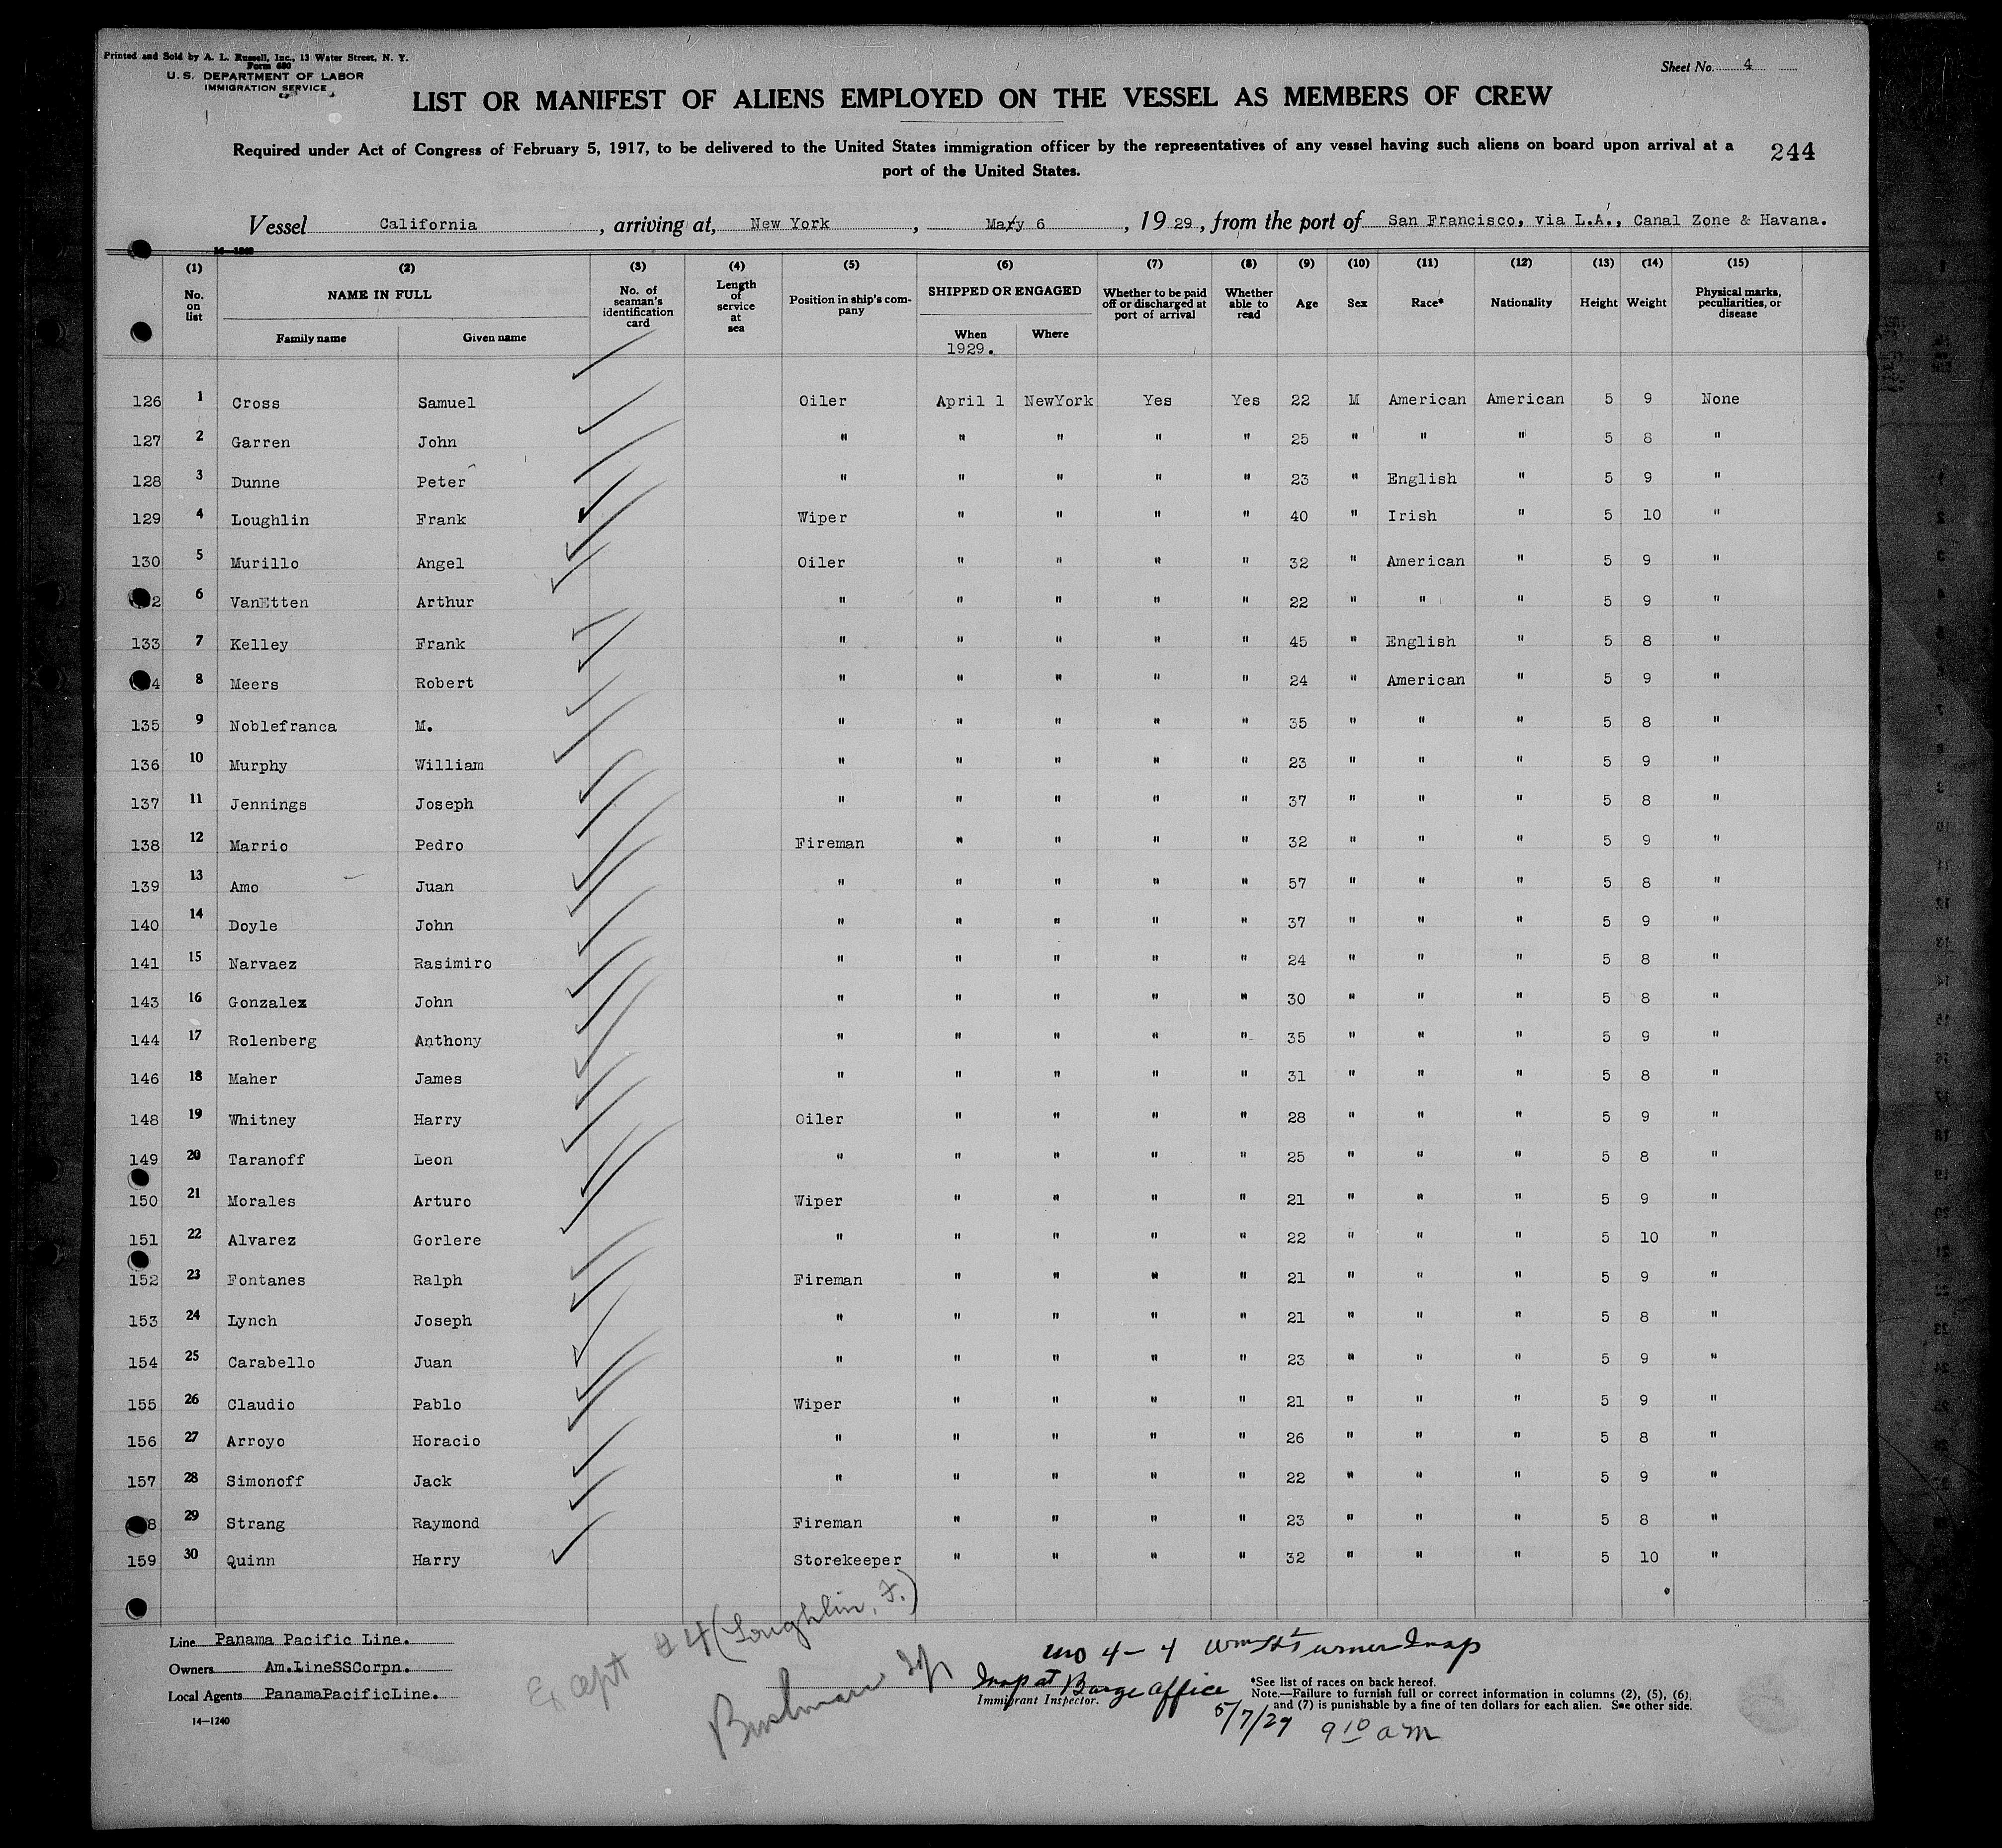 Printed and Sold by A. L. Russell, Inc., 13 Water Street, N. Y.
Form 680
U. S. DEPARTMENT OF LABOR
IMMIGRATION SERVICE
Sheet No. 4
LIST OR MANIFEST OF ALIENS EMPLOYED ON THE VESSEL AS MEMBERS OF CREW
Required under Act of Congress of February 5, 1917, to be delivered to the United States immigration officer by the representatives of any vessel having such aliens on board upon arrival at a
port of the United States.
244
Vessel California, arriving at, New York, May 6, 1929, from the port of San Francisco, via L.A., Canal Zone & Havana.
(1) (2) (3) (4) (5) (6) (7) (8) (9) (10) (11) (12) (13) (14) (15)
No. on list NAME IN FULL Family name Given name No. of seaman's identification card Length of service at sea Position in ship's company SHIPPED OR ENGAGED When Where Whether to be paid off or discharged at port of arrival Whether able to read Age Sex Race* Nationality Height Weight Physical marks, peculiarities, or disease
1929.
126 1 Cross Samuel Oiler April 1 NewYork Yes Yes 22 M American American 5 9 None
127 2 Garren John " " " " " 25 " " " 5 8 "
128 3 Dunne Peter " " " " " 23 " English " 5 9 "
129 4 Loughlin Frank Wiper " " " " 40 " Irish " 5 10 "
130 5 Murillo Angel Oiler " " " " 32 " American " 5 9 "
2 6 VanEtten Arthur " " " " " 22 " " " 5 9 "
133 7 Kelley Frank " " " " " 45 " English " 5 8 "
4 8 Meers Robert " " " " " 24 " American " 5 9 "
135 9 Noblefranca M. " " " " " 35 " " " 5 8 "
136 10 Murphy William " " " " " 23 " " " 5 9 "
137 11 Jennings Joseph " " " " " 37 " " " 5 8 "
138 12 Marrio Pedro Fireman " " " " 32 " " " 5 9 "
139 13 Amo Juan " " " " " 57 " " " 5 8 "
140 14 Doyle John " " " " " 37 " " " 5 9 "
141 15 Narvaez Rasimiro " " " " " 24 " " " 5 8 "
143 16 Gonzalez John " " " " " 30 " " " 5 8 "
144 17 Rolenberg Anthony " " " " " 35 " " " 5 9 "
146 18 Maher James " " " " " 31 " " " 5 8 "
148 19 Whitney Harry Oiler " " " " 28 " " " 5 9 "
149 20 Taranoff Leon " " " " " 25 " " " 5 8 "
150 21 Morales Arturo Wiper " " " " 21 " " " 5 9 "
151 22 Alvarez Gorlere " " " " " 22 " " " 5 10 "
152 23 Fontanes Ralph Fireman " " " " 21 " " " 5 9 "
153 24 Lynch Joseph " " " " " 21 " " " 5 8 "
154 25 Carabello Juan " " " " " 23 " " " 5 9 "
155 26 Claudio Pablo Wiper " " " " 21 " " " 5 9 "
156 27 Arroyo Horacio " " " " " 26 " " " 5 8 "
157 28 Simonoff Jack " " " " " 22 " " " 5 9 "
8 29 Strang Raymond Fireman " " " " 23 " " " 5 8 "
159 30 Quinn Harry Storekeeper " " " " 32 " " " 5 10 "
Line Panama Pacific Line.
Owners Am.LineSSCorpn.
Local Agents PanamaPacificLine.
14—1240
Except #4 (Loughlin, F.)
4 - 4 Wm H Turner Insp
Insp at Barge office
Immigrant Inspector.
5/7/29 9 10 am
*See list of races on back hereof.
Note.—Failure to furnish full or correct information in columns (2), (5), (6),
and (7) is punishable by a fine of ten dollars for each alien. See other side.